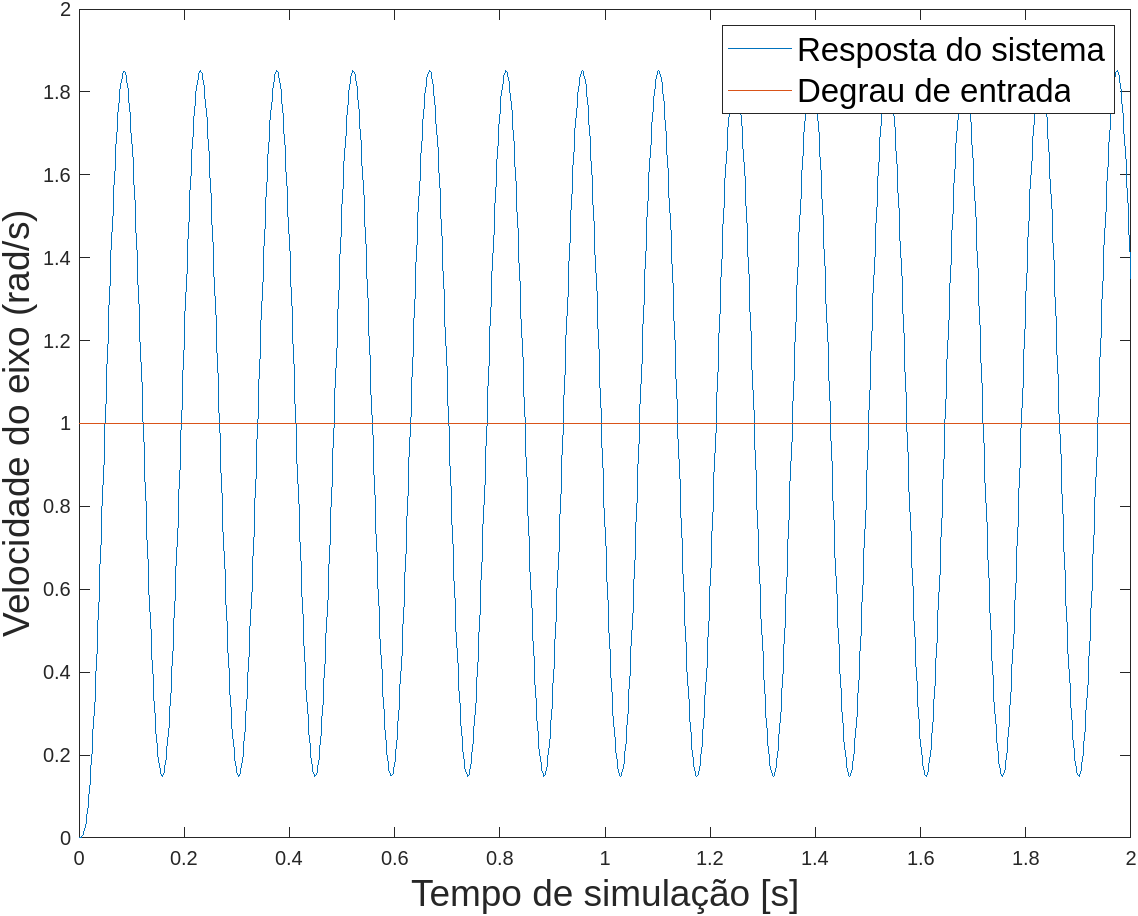 2
1.8
1.6
1.4
1.2
1
0.8
0.6
0.4
0.2
0
Velocidade do eixo (rad/s)
Resposta do sistema
Degrau de entrada
0 0.2 0.4 0.6 0.8 1 1.2 1.4 1.6 1.8 2
Tempo de simulação [s]